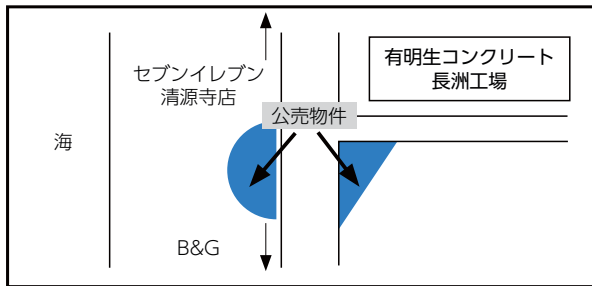 セブンイレブン
清源寺店
有明生コンクリート
長洲工場
公売物件
海
B&G